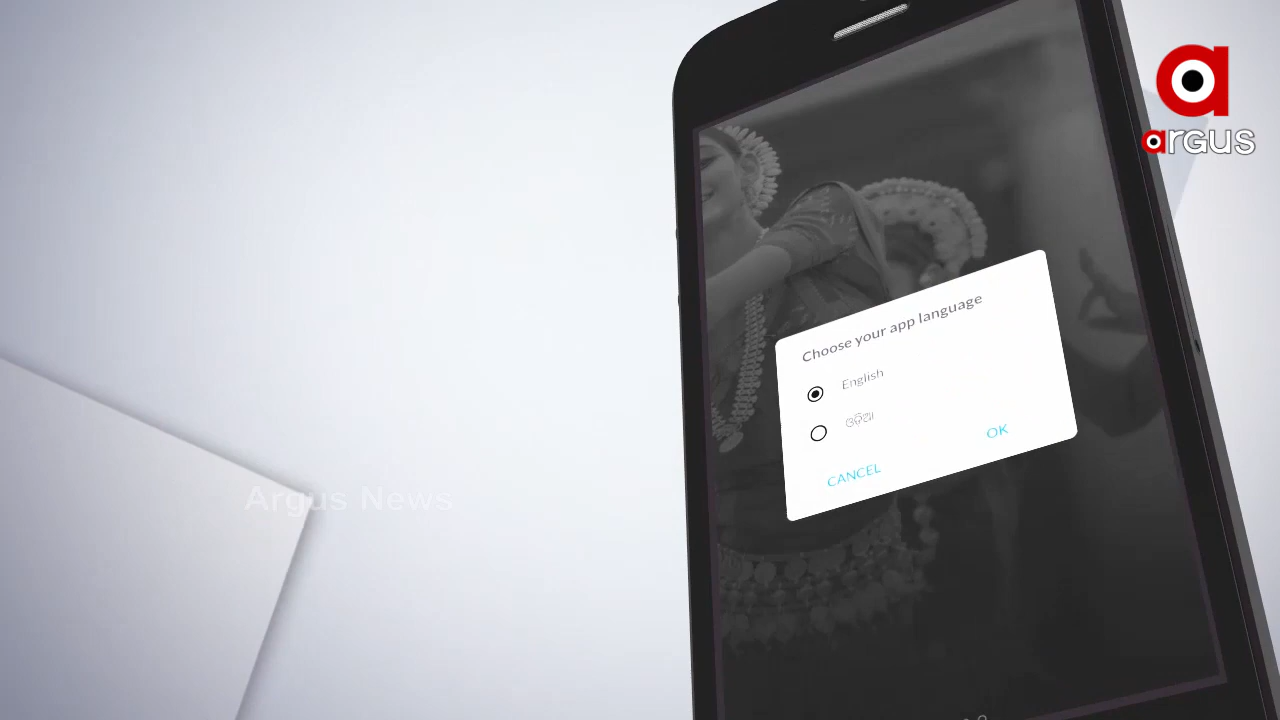 argus
Choose your app language
English
ଓଡ଼ିଆ
OK
CANCEL
Argus News